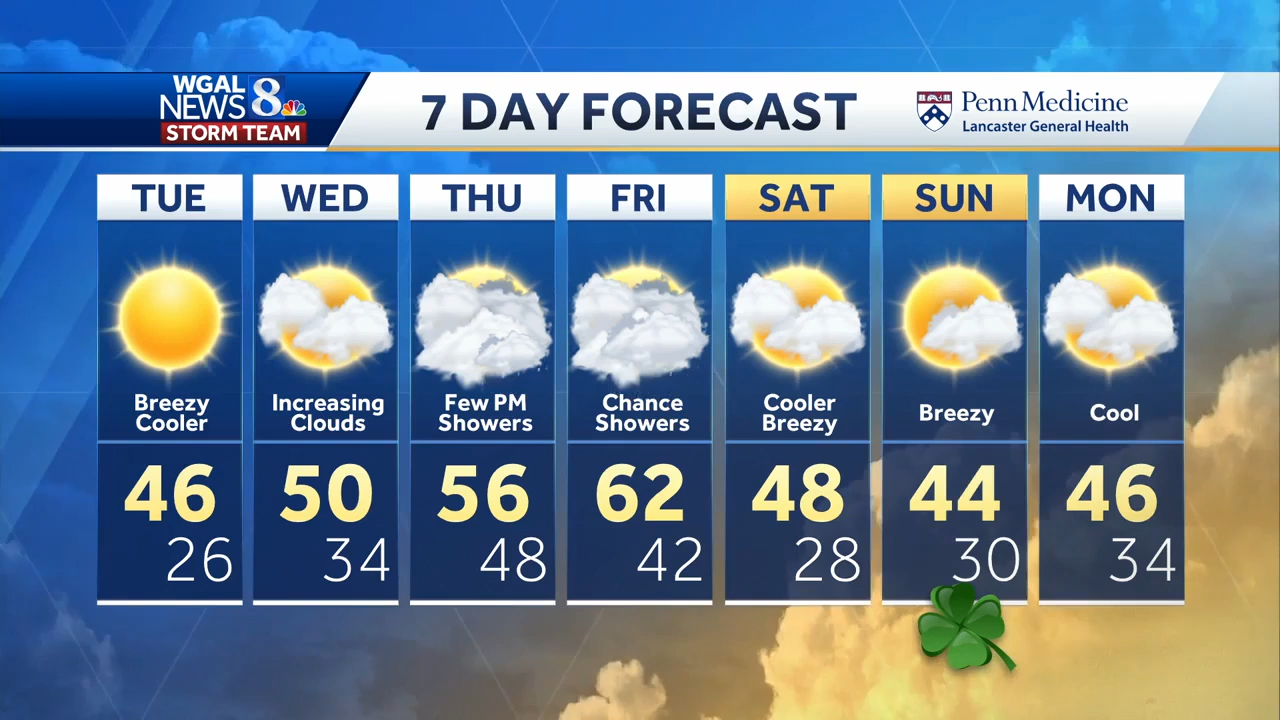 WGAL
NEWS 8
STORM TEAM
7 DAY FORECAST
Penn Medicine
Lancaster General Health
TUE WED THU FRI SAT SUN MON
Breezy
Cooler
Increasing
Clouds
Few PM
Showers
Chance
Showers
Cooler
Breezy
Breezy
Cool
46 50 56 62 48 44 46
26 34 48 42 28 30 34